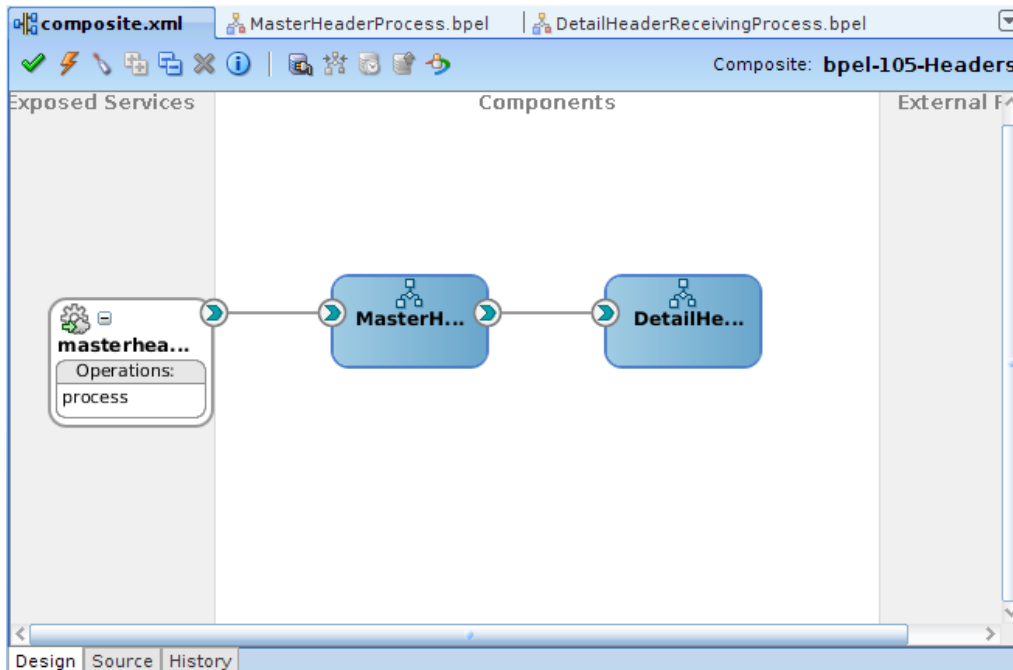 composite.xml
MasterHeaderProcess.bpel
DetailHeaderReceivingProcess.bpel
Composite: bpel-105-Headers
Exposed Services
Components
External
masterhea...
Operations:
process
MasterH...
DetailHe...
Design Source History